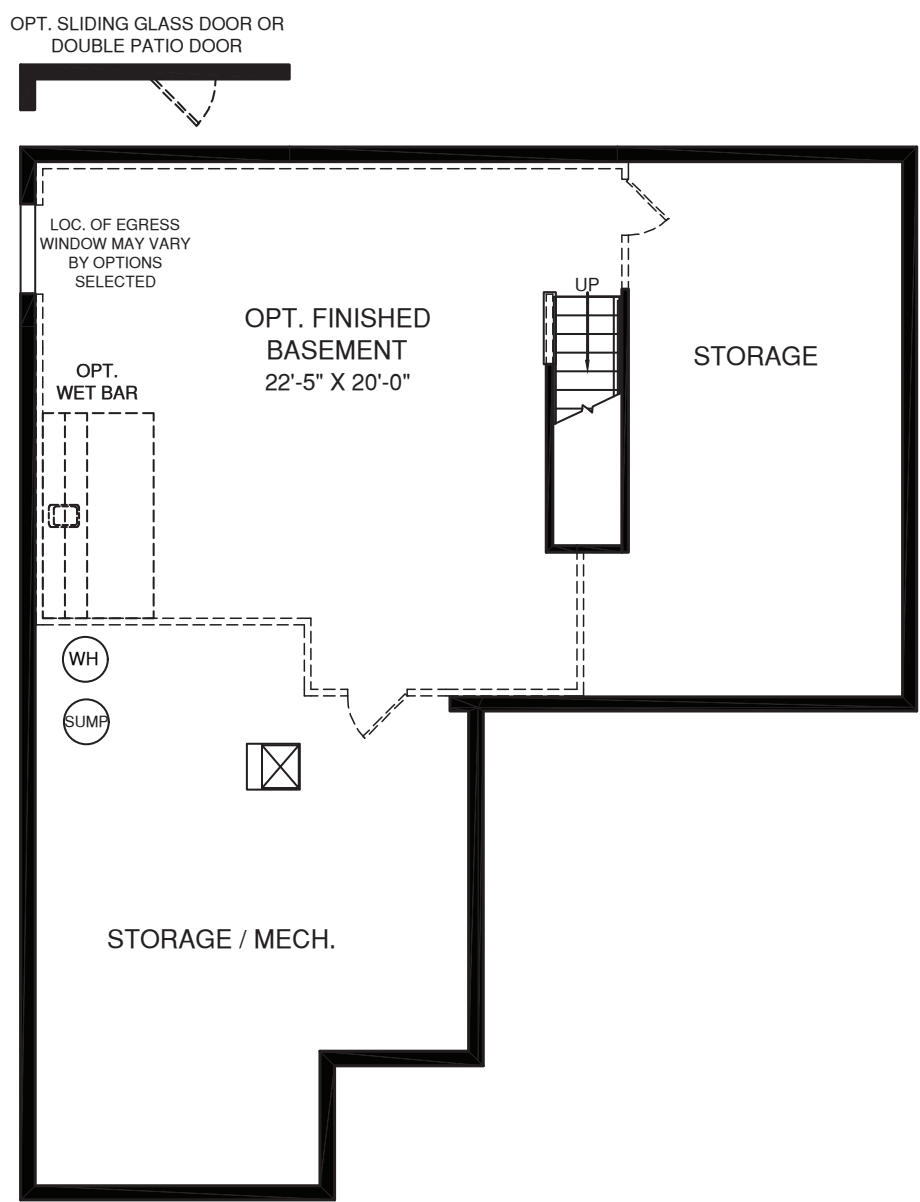 OPT. SLIDING GLASS DOOR OR
DOUBLE PATIO DOOR
LOC. OF EGRESS
WINDOW MAY VARY
BY OPTIONS
SELECTED
UP
OPT. FINISHED
BASEMENT
22'-5" X 20'-0"
STORAGE
OPT.
WET BAR
WH
SUMP
STORAGE / MECH.